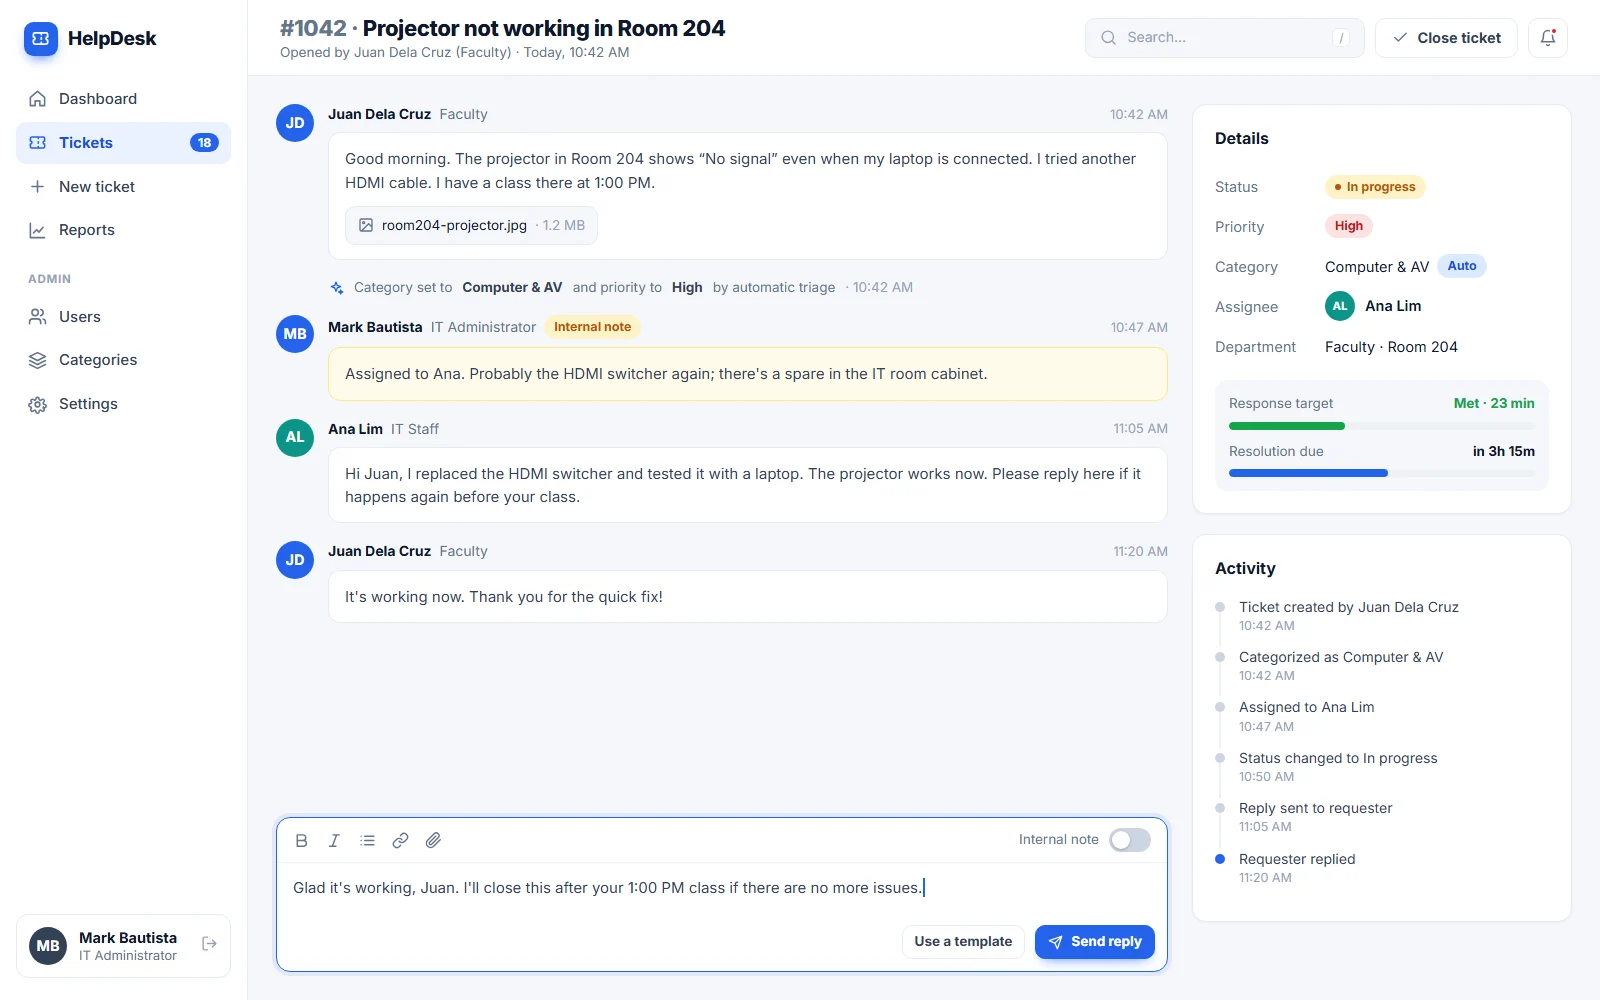 HelpDesk
Dashboard
Tickets 18
New ticket
Reports
ADMIN
Users
Categories
Settings
MB Mark Bautista
IT Administrator
#1042 · Projector not working in Room 204
Opened by Juan Dela Cruz (Faculty) · Today, 10:42 AM
Search... /
Close ticket
JD Juan Dela Cruz Faculty 10:42 AM
Good morning. The projector in Room 204 shows “No signal” even when my laptop is connected. I tried another
HDMI cable. I have a class there at 1:00 PM.
room204-projector.jpg · 1.2 MB
Category set to Computer & AV and priority to High by automatic triage · 10:42 AM
MB Mark Bautista IT Administrator Internal note 10:47 AM
Assigned to Ana. Probably the HDMI switcher again; there's a spare in the IT room cabinet.
AL Ana Lim IT Staff 11:05 AM
Hi Juan, I replaced the HDMI switcher and tested it with a laptop. The projector works now. Please reply here if it
happens again before your class.
JD Juan Dela Cruz Faculty 11:20 AM
It's working now. Thank you for the quick fix!
B I Internal note
Glad it's working, Juan. I'll close this after your 1:00 PM class if there are no more issues.
Use a template Send reply
Details
Status In progress
Priority High
Category Computer & AV Auto
Assignee AL Ana Lim
Department Faculty · Room 204
Response target Met · 23 min
Resolution due in 3h 15m
Activity
Ticket created by Juan Dela Cruz
10:42 AM
Categorized as Computer & AV
10:42 AM
Assigned to Ana Lim
10:47 AM
Status changed to In progress
10:50 AM
Reply sent to requester
11:05 AM
Requester replied
11:20 AM